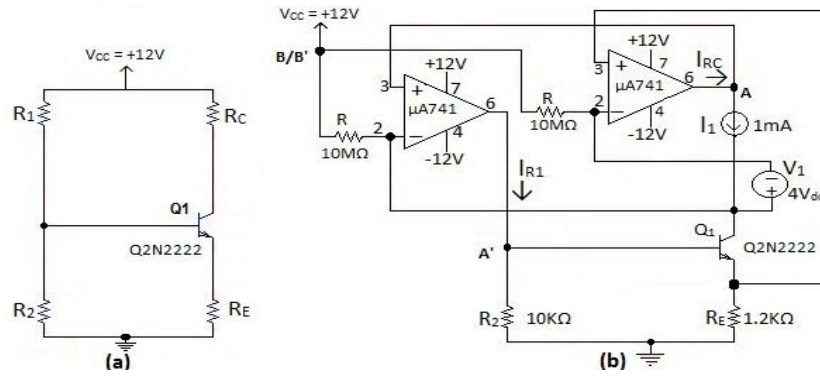 VCC = +12V
R1
RC
Q1
Q2N2222
R2
RE
(a)
VCC = +12V
B/B'
+12V
3
+
7
µA741
6
2
−
4
-12V
R
10MΩ
+12V
3
+
7
µA741
6
2
−
4
-12V
R
10MΩ
IRC
A
I1
1mA
V1
−
+
4Vdc
IR1
Q1
A'
Q2N2222
R2
10KΩ
RE
1.2KΩ
(b)